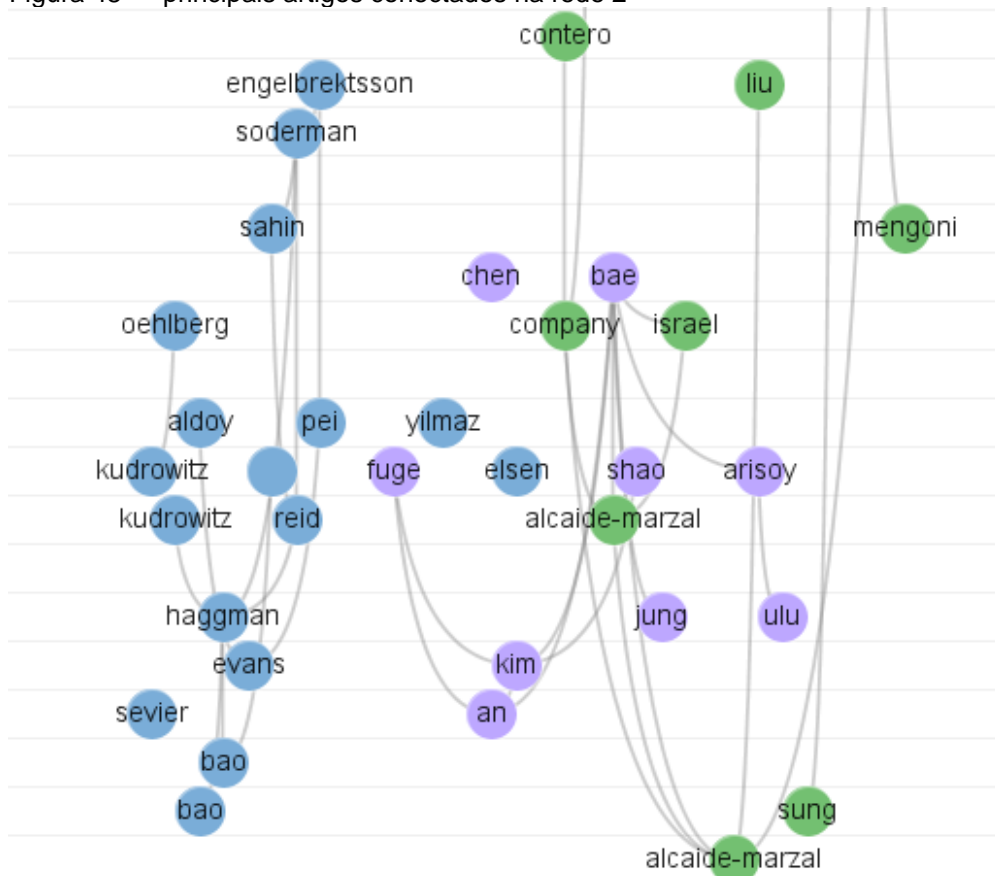 contero
engelbrektsson
liu
soderman
sahin
mengoni
chen
bae
oehlberg
company
israel
aldoy
pei
yilmaz
kudrowitz
fuge
elsen
shao
arisoy
kudrowitz
reid
alcaide-marzal
haggman
jung
ulu
evans
kim
sevier
an
bao
bao
sung
alcaide-marzal